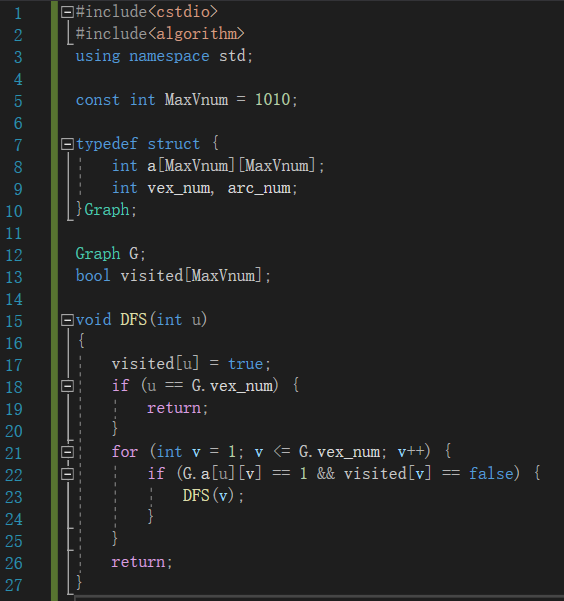 1 #include<cstdio>
2 #include<algorithm>
3 using namespace std;
4
5 const int MaxVnum = 1010;
6
7 typedef struct {
8 int a[MaxVnum][MaxVnum];
9 int vex_num, arc_num;
10 }Graph;
11
12 Graph G;
13 bool visited[MaxVnum];
14
15 void DFS(int u)
16 {
17 visited[u] = true;
18 if (u == G.vex_num) {
19 return;
20 }
21 for (int v = 1; v <= G.vex_num; v++) {
22 if (G.a[u][v] == 1 && visited[v] == false) {
23 DFS(v);
24 }
25 }
26 return;
27 }